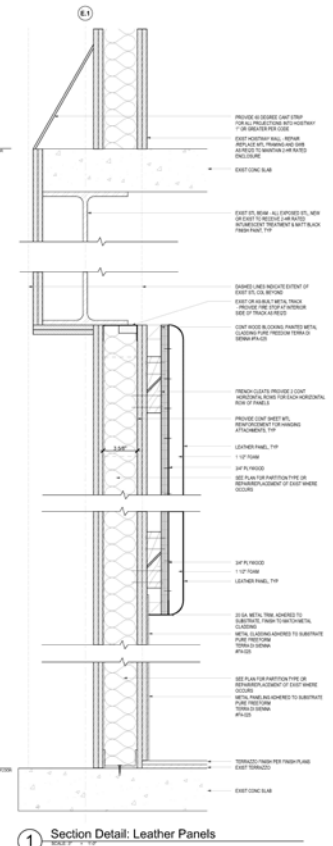 E.1
PROVIDE 60 DEGREE CANT STRIP
FOR ALL PROJECTIONS INTO HOISTWAY
1" OR GREATER PER CODE
EXIST HOISTWAY WALL - REPAIR
/REPLACE MTL FRAMING AND GWB
AS REQ'D TO MAINTAIN 2-HR RATED
ENCLOSURE
EXIST CONC SLAB
EXIST STL BEAM - ALL EXPOSED STL, NEW
OR EXIST TO RECEIVE 2-HR RATED
INTUMESCENT TREATMENT & MATT BLACK
FINISH PAINT, TYP
DASHED LINES INDICATE EXTENT OF
EXIST STL COL BEYOND
EXIST OR AS-BUILT METAL TRACK
- PROVIDE FIRE STOP AT INTERIOR
SIDE OF TRACK AS REQ'D
CONT WOOD BLOCKING, PAINTED METAL
CLADDING PURE FREEFORM TERRA DI
SIENNA #FA-025
FRENCH CLEATS: PROVIDE 2 CONT
HORIZONTAL ROWS FOR EACH HORIZONTAL
ROW OF PANELS
PROVIDE CONT SHEET MTL
REINFORCEMENT FOR HANGING
ATTACHMENTS, TYP
LEATHER PANEL, TYP
1 1/2" FOAM
3/4" PLYWOOD
SEE PLAN FOR PARTITION TYPE OR
REPAIR/REPLACEMENT OF EXIST WHERE
OCCURS
3/4" PLYWOOD
1 1/2" FOAM
LEATHER PANEL, TYP
20 GA. METAL TRIM, ADHERED TO
SUBSTRATE, FINISH TO MATCH METAL
CLADDING
METAL CLADDING ADHERED TO SUBSTRATE
PURE FREEFORM
TERRA DI SIENNA
#FA-025
SEE PLAN FOR PARTITION TYPE OR
REPAIR/REPLACEMENT OF EXIST WHERE
OCCURS
METAL PANELING ADHERED TO SUBSTRATE
PURE FREEFORM
TERRA DI SIENNA
#FA-025
TERRAZZO FINISH PER FINISH PLANS
EXIST TERRAZZO
EXIST CONC SLAB
1 Section Detail: Leather Panels